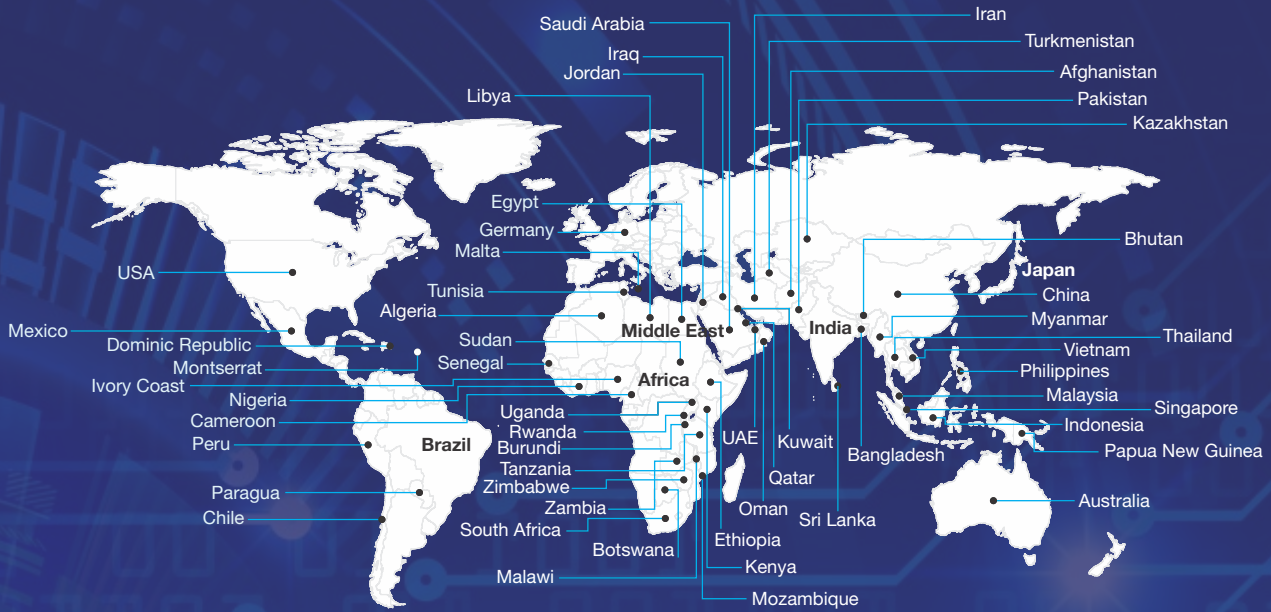 Saudi Arabia
Iran
Iraq
Turkmenistan
Jordan
Afghanistan
Libya
Pakistan
Kazakhstan
Egypt
Germany
Malta
Bhutan
USA
Japan
Tunisia
China
Algeria
Middle East
India
Myanmar
Mexico
Dominic Republic
Sudan
Thailand
Montserrat
Senegal
Vietnam
Ivory Coast
Africa
Philippines
Nigeria
Malaysia
Cameroon
Uganda
Singapore
Peru
Brazil
Rwanda
UAE
Kuwait
Indonesia
Burundi
Bangladesh
Papua New Guinea
Tanzania
Qatar
Paragua
Zimbabwe
Australia
Chile
Zambia
Oman
Sri Lanka
South Africa
Ethiopia
Botswana
Kenya
Malawi
Mozambique